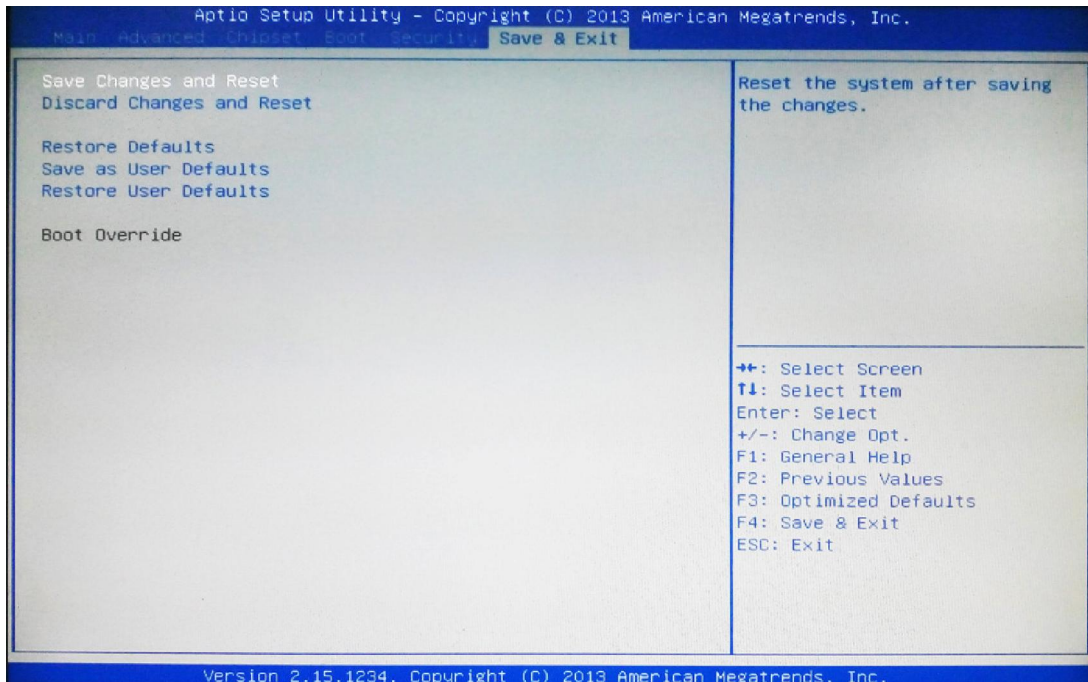 Aptio Setup Utility – Copyright (C) 2013 American Megatrends, Inc.
Main Advanced Chipset Boot Security Save & Exit
Save Changes and Reset
Discard Changes and Reset
Restore Defaults
Save as User Defaults
Restore User Defaults
Boot Override
Reset the system after saving
the changes.
→←: Select Screen
↑↓: Select Item
Enter: Select
+/-: Change Opt.
F1: General Help
F2: Previous Values
F3: Optimized Defaults
F4: Save & Exit
ESC: Exit
Version 2.15.1234. Copyright (C) 2013 American Megatrends, Inc.